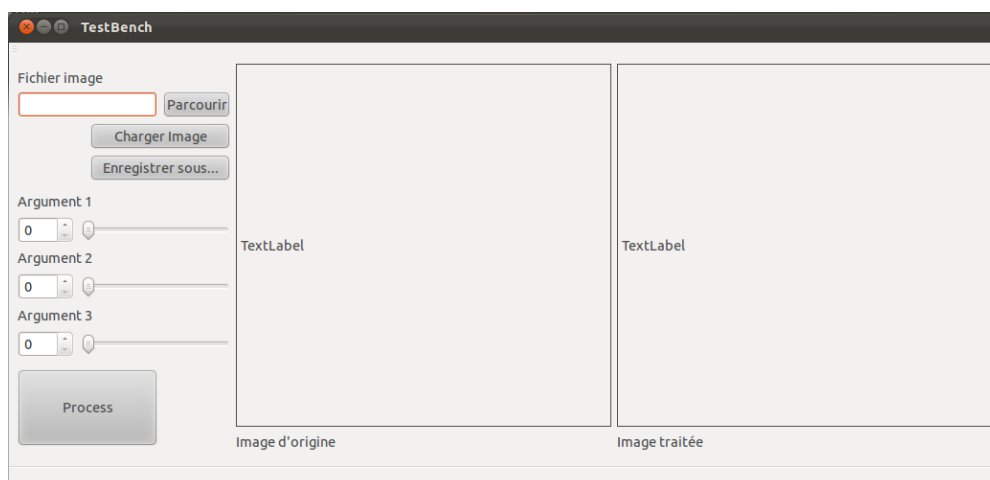 TestBench
Fichier image
Parcourir
Charger Image
Enregistrer sous...
Argument 1
0
Argument 2
0
Argument 3
0
Process
TextLabel
Image d'origine
TextLabel
Image traitée